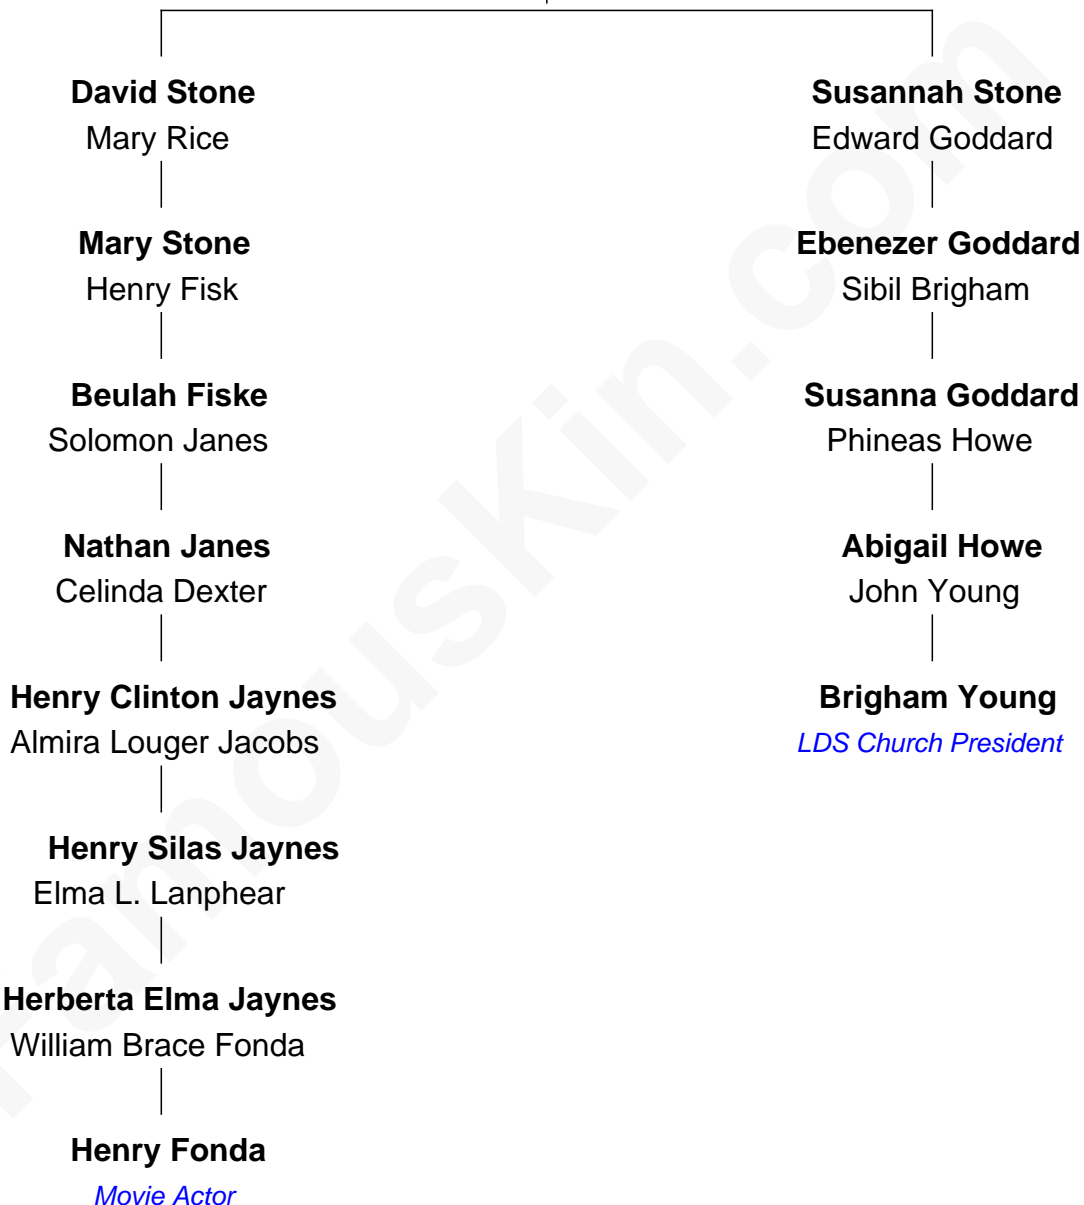 David Stone
Mary Rice
Mary Stone
Henry Fisk
Beulah Fiske
Solomon Janes
Nathan Janes
Celinda Dexter
Henry Clinton Jaynes
Almira Louger Jacobs
Henry Silas Jaynes
Elma L. Lanphear
Herberta Elma Jaynes
William Brace Fonda
Henry Fonda
Movie Actor
Susannah Stone
Edward Goddard
Ebenezer Goddard
Sibil Brigham
Susanna Goddard
Phineas Howe
Abigail Howe
John Young
Brigham Young
LDS Church President
FamousKin.com